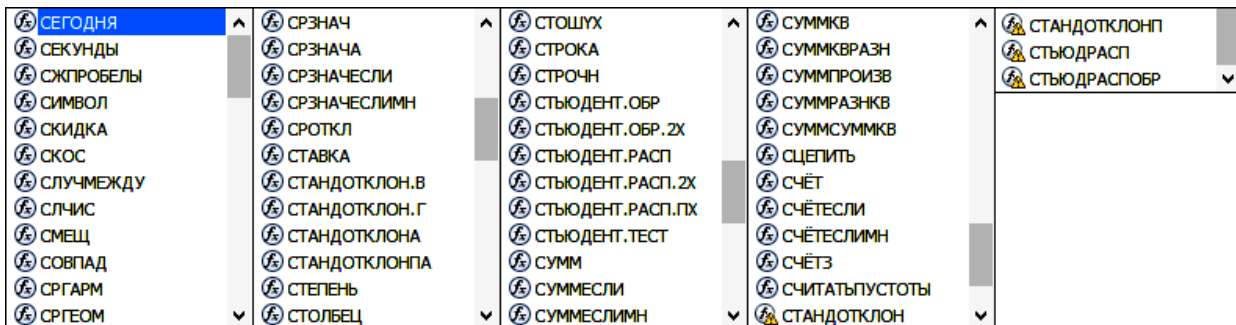 СЕГОДНЯ
СЕКУНДЫ
СЖПРОБЕЛЫ
СИМВОЛ
СКИДКА
СКОС
СЛУЧМЕЖДУ
СЛЧИС
СМЕЩ
СОВПАД
СРГАРМ
СРГЕОМ
СРЗНАЧ
СРЗНАЧА
СРЗНАЧЕСЛИ
СРЗНАЧЕСЛИМН
СРОТКЛ
СТАВКА
СТАНДОТКЛОН.В
СТАНДОТКЛОН.Г
СТАНДОТКЛОНА
СТАНДОТКЛОНПА
СТЕПЕНЬ
СТОЛБЕЦ
СТОШYX
СТРОКА
СТРОЧН
СТЬЮДЕНТ.ОБР
СТЬЮДЕНТ.ОБР.2Х
СТЬЮДЕНТ.РАСП
СТЬЮДЕНТ.РАСП.2Х
СТЬЮДЕНТ.РАСП.ПХ
СТЬЮДЕНТ.ТЕСТ
СУММ
СУММЕСЛИ
СУММЕСЛИМН
СУММКВ
СУММКВРАЗН
СУММПРОИЗВ
СУММРАЗНКВ
СУММСУММКВ
СЦЕПИТЬ
СЧЁТ
СЧЁТЕСЛИ
СЧЁТЕСЛИМН
СЧЁТЗ
СЧИТАТЬПУСТОТЫ
СТАНДОТКЛОН
СТАНДОТКЛОНП
СТЬЮДРАСП
СТЬЮДРАСПОБР